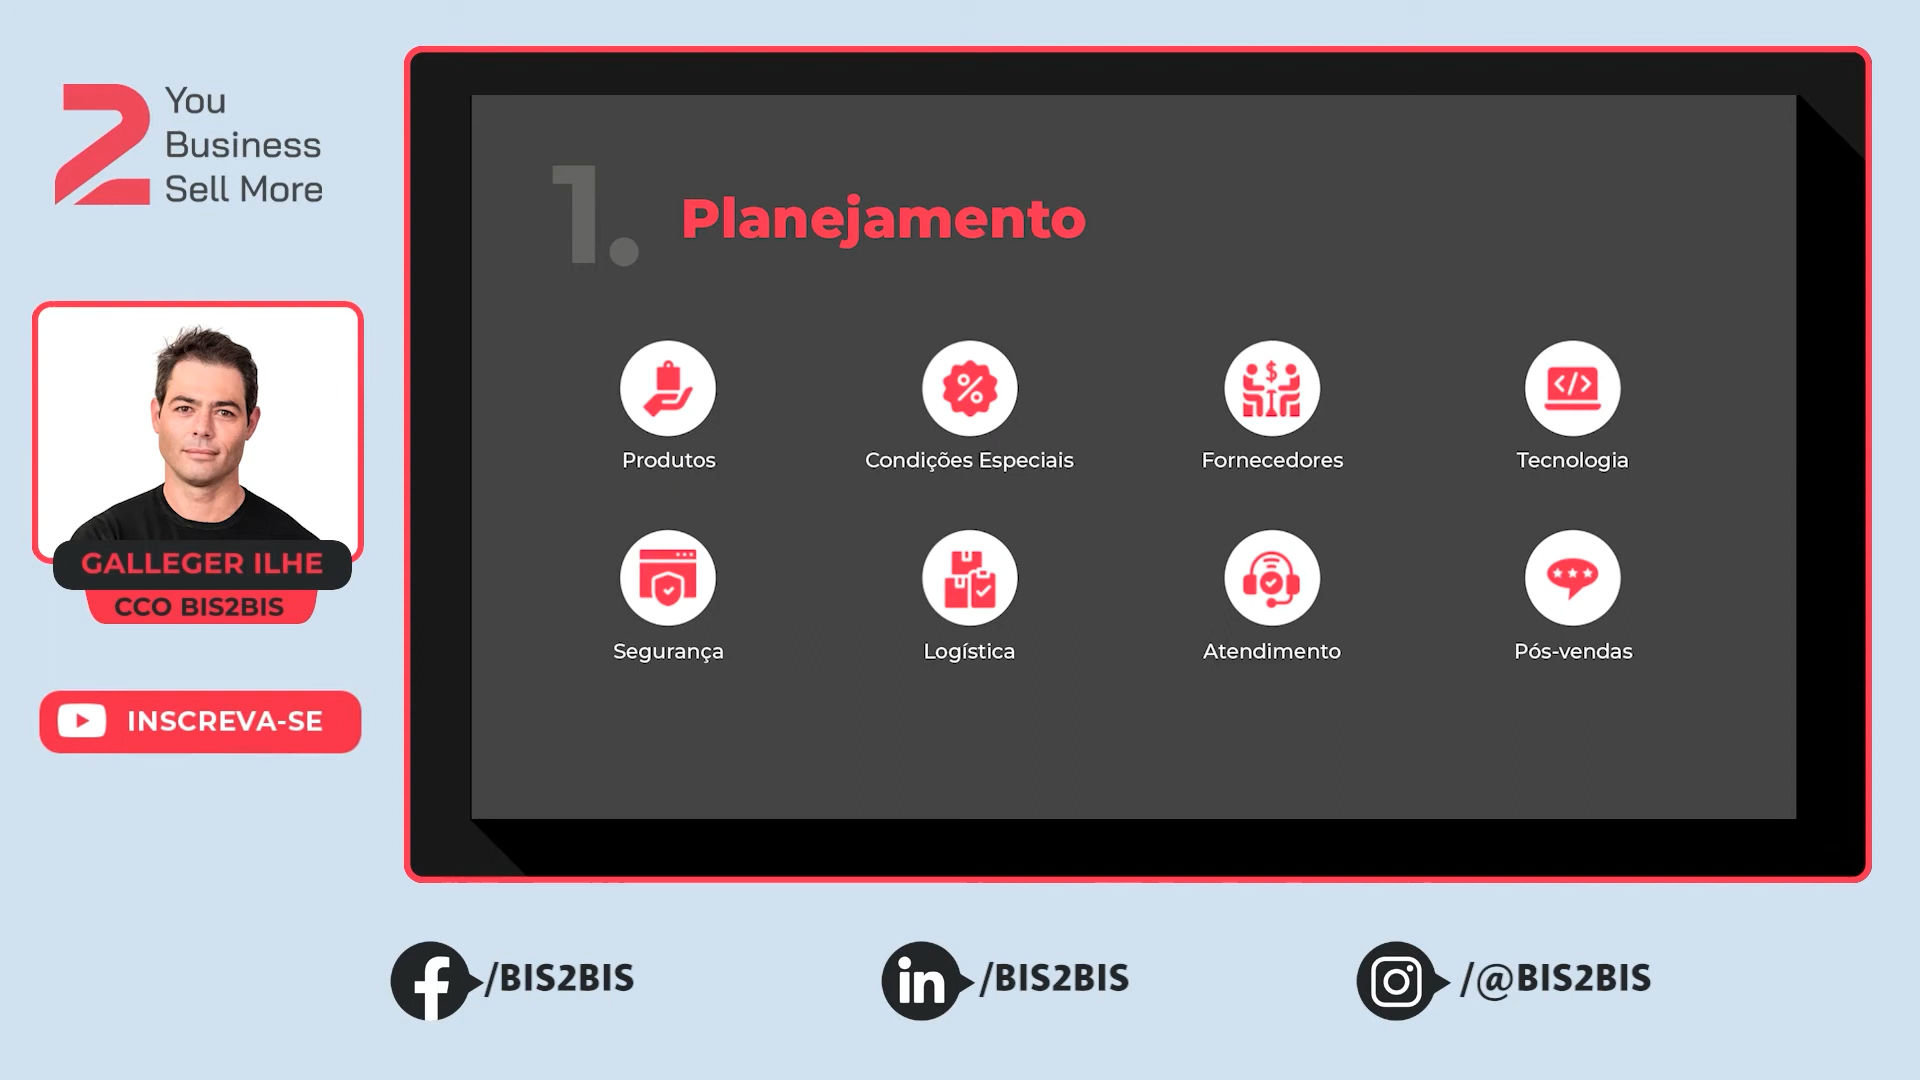 You
Business
Sell More
GALLEGER ILHE
CCO BIS2BIS
INSCREVA-SE
1.
Planejamento
Produtos
Condições Especiais
Fornecedores
Tecnologia
Segurança
Logística
Atendimento
Pós-vendas
/BIS2BIS
/BIS2BIS
/@BIS2BIS